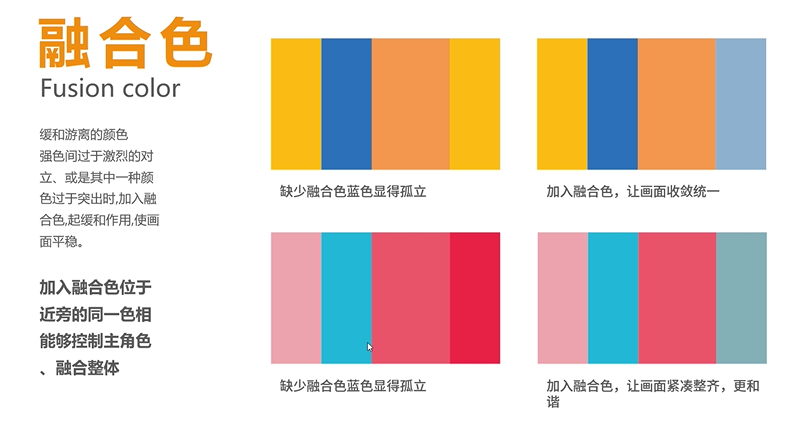 融合色
Fusion color
缓和游离的颜色
强色间过于激烈的对
立、或是其中一种颜
色过于突出时,加入融
合色,起缓和作用,使画
面平稳。
加入融合色位于
近旁的同一色相
能够控制主角色
、融合整体
缺少融合色蓝色显得孤立
加入融合色，让画面收敛统一
缺少融合色蓝色显得孤立
加入融合色，让画面紧凑整齐，更和
谐